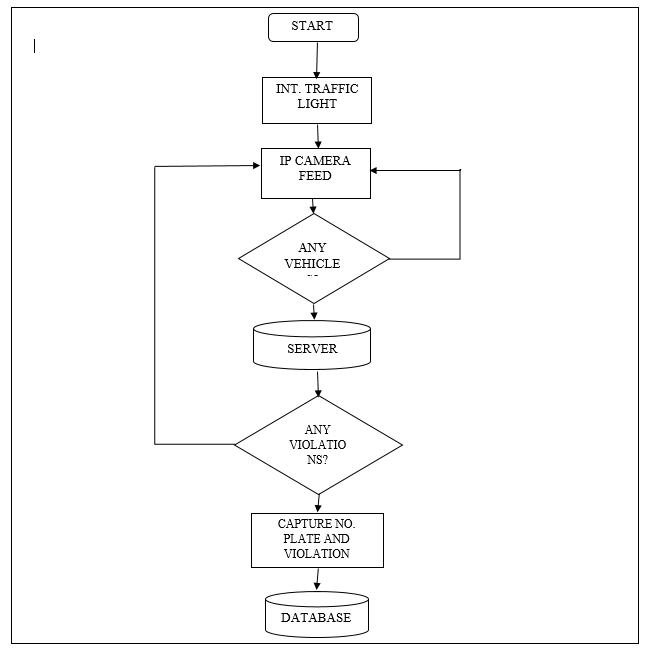 START
INT. TRAFFIC
LIGHT
IP CAMERA
FEED
ANY
VEHICLE
SERVER
ANY
VIOLATIO
NS?
CAPTURE NO.
PLATE AND
VIOLATION
DATABASE